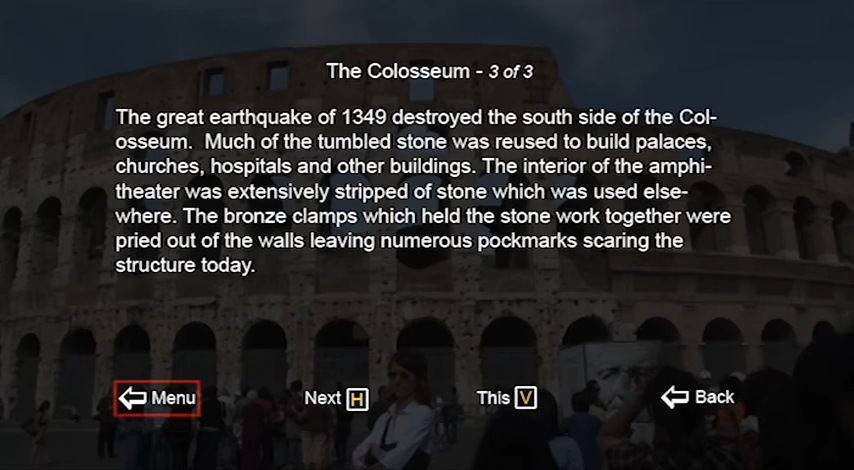 The Colosseum - 3 of 3
The great earthquake of 1349 destroyed the south side of the Col-
osseum.  Much of the tumbled stone was reused to build palaces,
churches, hospitals and other buildings. The interior of the amphi-
theater was extensively stripped of stone which was used else-
where. The bronze clamps which held the stone work together were
pried out of the walls leaving numerous pockmarks scaring the
structure today.
Menu Next H This V Back